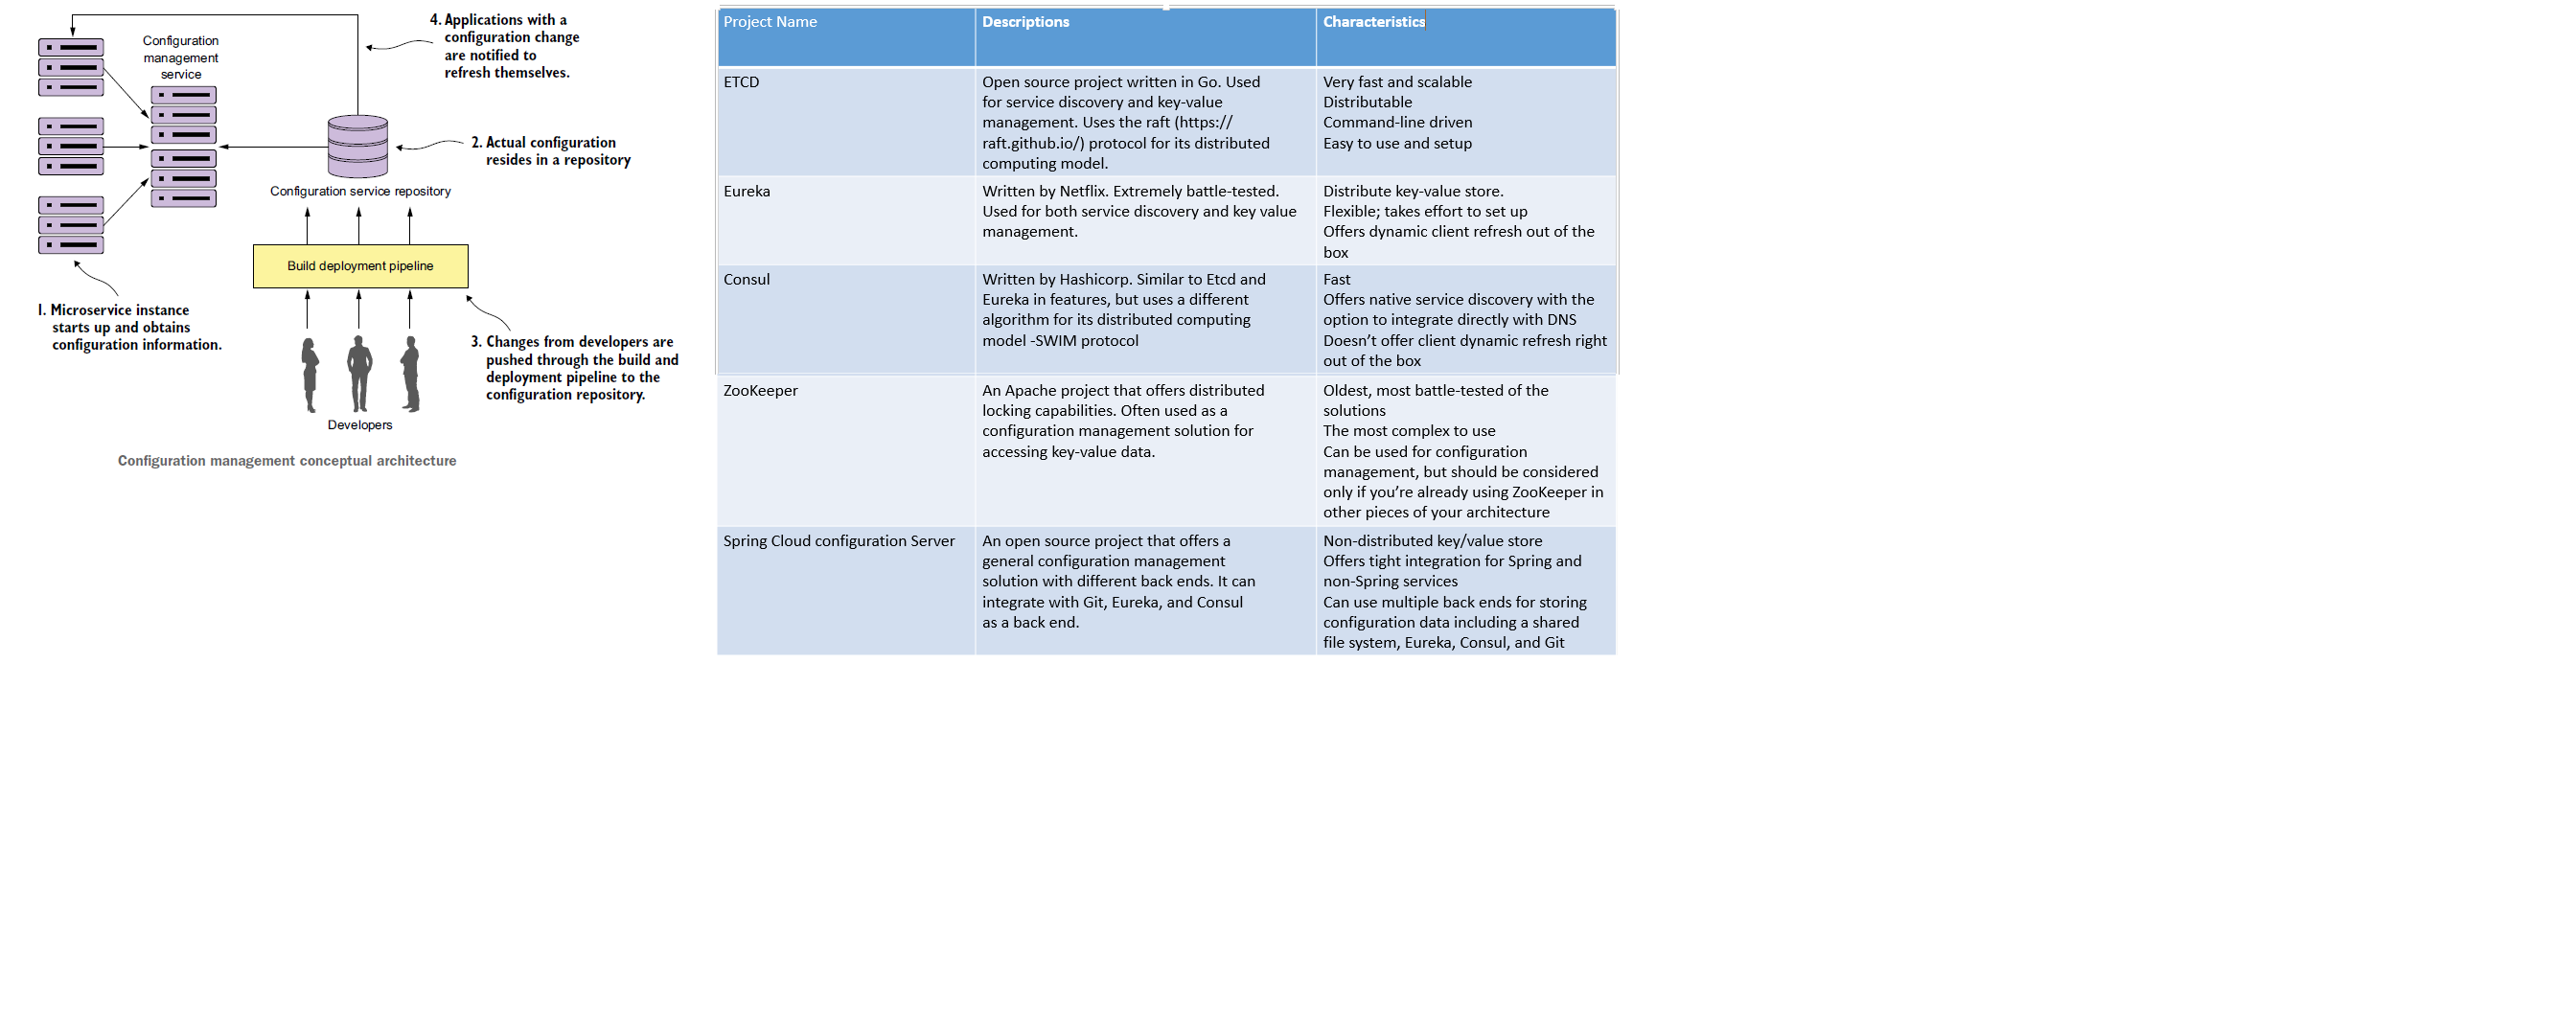 4. Applications with a
configuration change
are notified to
refresh themselves.
Configuration
management
service
2. Actual configuration
resides in a repository
Configuration service repository
Build deployment pipeline
1. Microservice instance
starts up and obtains
configuration information.
3. Changes from developers are
pushed through the build and
deployment pipeline to the
configuration repository.
Developers
Configuration management conceptual architecture
Project Name
Descriptions
Characteristics
ETCD
Open source project written in Go. Used
for service discovery and key-value
management. Uses the raft (https://
raft.github.io/) protocol for its distributed
computing model.
Very fast and scalable
Distributable
Command-line driven
Easy to use and setup
Eureka
Written by Netflix. Extremely battle-tested.
Used for both service discovery and key value
management.
Distribute key-value store.
Flexible; takes effort to set up
Offers dynamic client refresh out of the
box
Consul
Written by Hashicorp. Similar to Etcd and
Eureka in features, but uses a different
algorithm for its distributed computing
model -SWIM protocol
Fast
Offers native service discovery with the
option to integrate directly with DNS
Doesn’t offer client dynamic refresh right
out of the box
ZooKeeper
An Apache project that offers distributed
locking capabilities. Often used as a
configuration management solution for
accessing key-value data.
Oldest, most battle-tested of the
solutions
The most complex to use
Can be used for configuration
management, but should be considered
only if you’re already using ZooKeeper in
other pieces of your architecture
Spring Cloud configuration Server
An open source project that offers a
general configuration management
solution with different back ends. It can
integrate with Git, Eureka, and Consul
as a back end.
Non-distributed key/value store
Offers tight integration for Spring and
non-Spring services
Can use multiple back ends for storing
configuration data including a shared
file system, Eureka, Consul, and Git